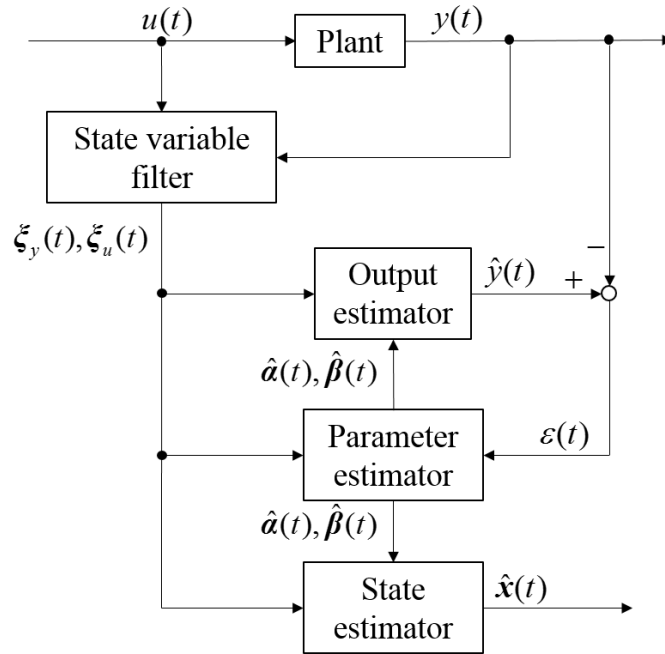 u(t)
Plant
y(t)
State variable
filter
ξ_y(t), ξ_u(t)
−
Output
estimator
ŷ(t)
+
α̂(t), β̂(t)
Parameter
estimator
ε(t)
α̂(t), β̂(t)
State
estimator
x̂(t)